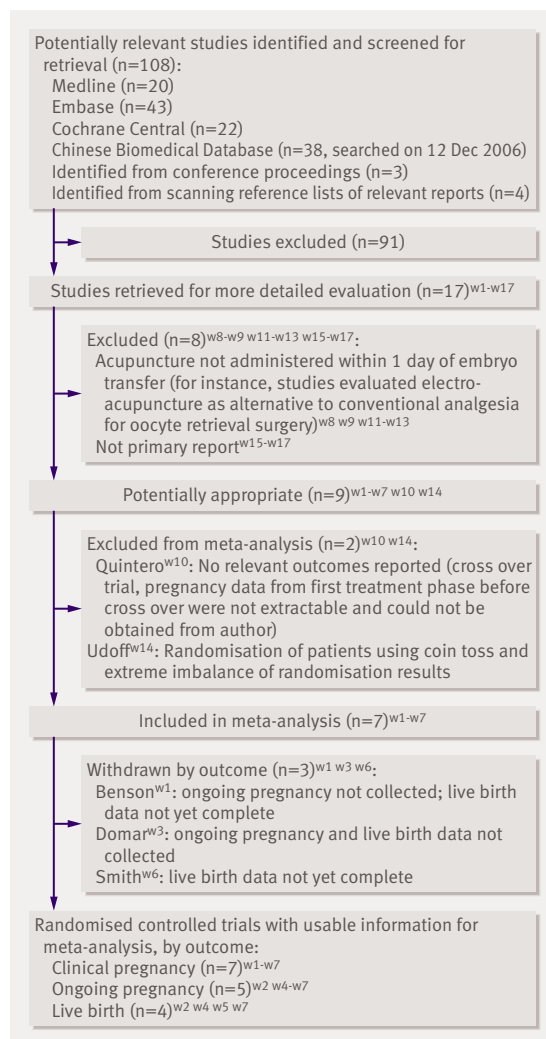 Potentially relevant studies identified and screened for
retrieval (n=108):
Medline (n=20)
Embase (n=43)
Cochrane Central (n=22)
Chinese Biomedical Database (n=38, searched on 12 Dec 2006)
Identified from conference proceedings (n=3)
Identified from scanning reference lists of relevant reports (n=4)
Studies excluded (n=91)
Studies retrieved for more detailed evaluation (n=17)w1-w17
Excluded (n=8)w8-w9 w11-w13 w15-w17:
Acupuncture not administered within 1 day of embryo
transfer (for instance, studies evaluated electro-
acupuncture as alternative to conventional analgesia
for oocyte retrieval surgery)w8 w9 w11-w13
Not primary reportw15-w17
Potentially appropriate (n=9)w1-w7 w10 w14
Excluded from meta-analysis (n=2)w10 w14:
Quinterow10: No relevant outcomes reported (cross over
trial, pregnancy data from first treatment phase before
cross over were not extractable and could not be
obtained from author)
Udoffw14: Randomisation of patients using coin toss and
extreme imbalance of randomisation results
Included in meta-analysis (n=7)w1-w7
Withdrawn by outcome (n=3)w1 w3 w6:
Bensonw1: ongoing pregnancy not collected; live birth
data not yet complete
Domarw3: ongoing pregnancy and live birth data not
collected
Smithw6: live birth data not yet complete
Randomised controlled trials with usable information for
meta-analysis, by outcome:
Clinical pregnancy (n=7)w1-w7
Ongoing pregnancy (n=5)w2 w4-w7
Live birth (n=4)w2 w4 w5 w7